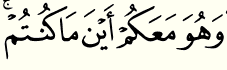 وَهُوَ مَعَكُمْ أَيْنَ مَا كُنتُمْ ۚ